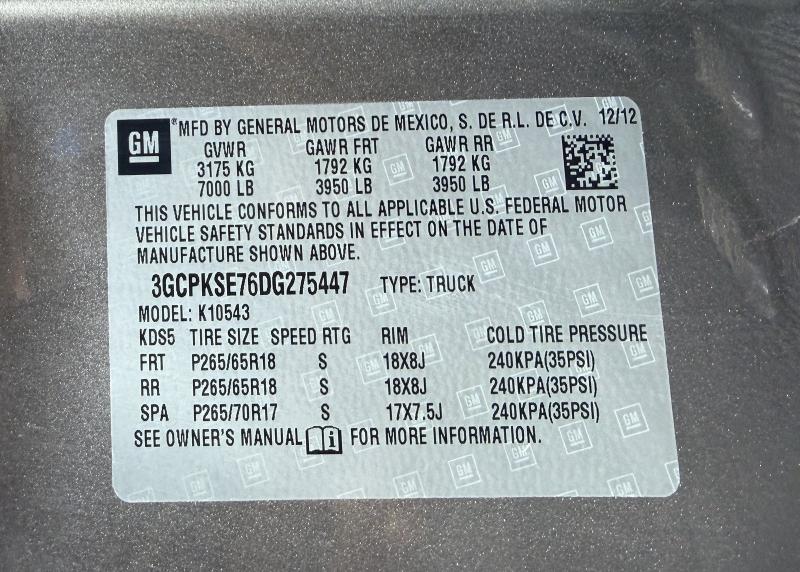 GM ® MFD BY GENERAL MOTORS DE MEXICO, S. DE R.L. DE C.V. 12/12
GVWR GAWR FRT GAWR RR
3175 KG 1792 KG 1792 KG
7000 LB 3950 LB 3950 LB
THIS VEHICLE CONFORMS TO ALL APPLICABLE U.S. FEDERAL MOTOR
VEHICLE SAFETY STANDARDS IN EFFECT ON THE DATE OF
MANUFACTURE SHOWN ABOVE.
3GCPKSE76DG275447 TYPE: TRUCK
MODEL: K10543
KDS5 TIRE SIZE SPEED RTG RIM COLD TIRE PRESSURE
FRT P265/65R18 S 18X8J 240KPA(35PSI)
RR P265/65R18 S 18X8J 240KPA(35PSI)
SPA P265/70R17 S 17X7.5J 240KPA(35PSI)
SEE OWNER'S MANUAL i FOR MORE INFORMATION.